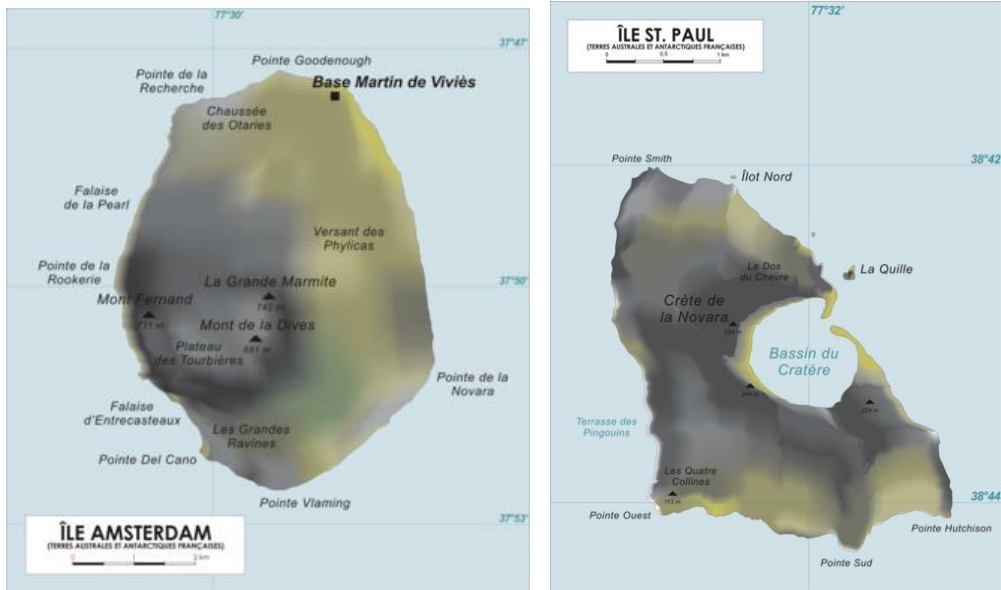 77°30'
37°47'
Pointe Goodenough
Base Martin de Viviès
Pointe de la
Recherche
Chaussée
des Otaries
Falaise
de la Pearl
Versant des
Phylicas
Pointe de la
Rookerie
37°50'
La Grande Marmite
742 m
Mont Fernand
731 m
Mont de la Dives
681 m
Plateau
des Tourbières
Pointe de la
Novara
Falaise
d'Entrecasteaux
Les Grandes
Ravines
Pointe Del Cano
Pointe Vlaming
37°53'
ÎLE AMSTERDAM
(TERRES AUSTRALES ET ANTARCTIQUES FRANÇAISES)
0 1 2 km
77°32'
ÎLE ST. PAUL
(TERRES AUSTRALES ET ANTARCTIQUES FRANÇAISES)
0 0.5 1 km
Pointe Smith
38°42'
Îlot Nord
Le Dos
du Chevre
La Quille
Crête de
la Novara
Bassin du
Cratère
244 m
Terrasse des
Pingouins
Les Quatre
Collines
Pointe Ouest
38°44'
Pointe Hutchison
Pointe Sud